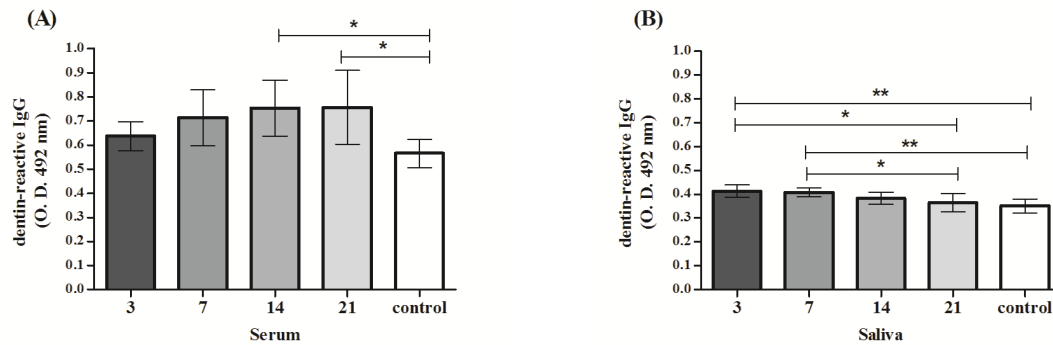 (A)
*
*
1.0
0.9
0.8
0.7
0.6
0.5
0.4
0.3
0.2
0.1
0.0
dentin-reactive IgG
(O. D. 492 nm)
3 7 14 21 control
Serum
(B)
**
*
**
*
1.0
0.9
0.8
0.7
0.6
0.5
0.4
0.3
0.2
0.1
0.0
dentin-reactive IgG
(O. D. 492 nm)
3 7 14 21 control
Saliva